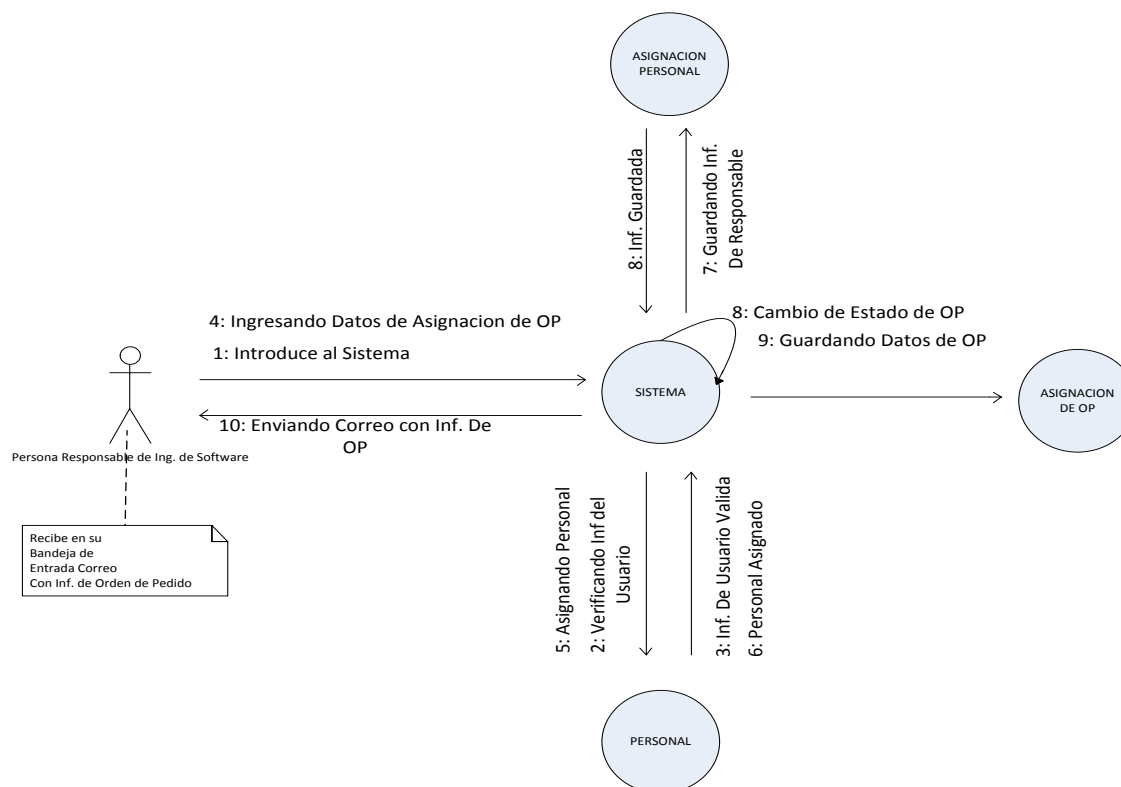 ASIGNACION
PERSONAL
8: Inf. Guardada
7: Guardando Inf.
De Responsable
4: Ingresando Datos de Asignacion de OP
1: Introduce al Sistema
8: Cambio de Estado de OP
9: Guardando Datos de OP
SISTEMA
ASIGNACION
DE OP
10: Enviando Correo con Inf. De
OP
Persona Responsable de Ing. de Software
Recibe en su
Bandeja de
Entrada Correo
Con Inf. de Orden de Pedido
5: Asignando Personal
2: Verificando Inf del
Usuario
3: Inf. De Usuario Valida
6: Personal Asignado
PERSONAL